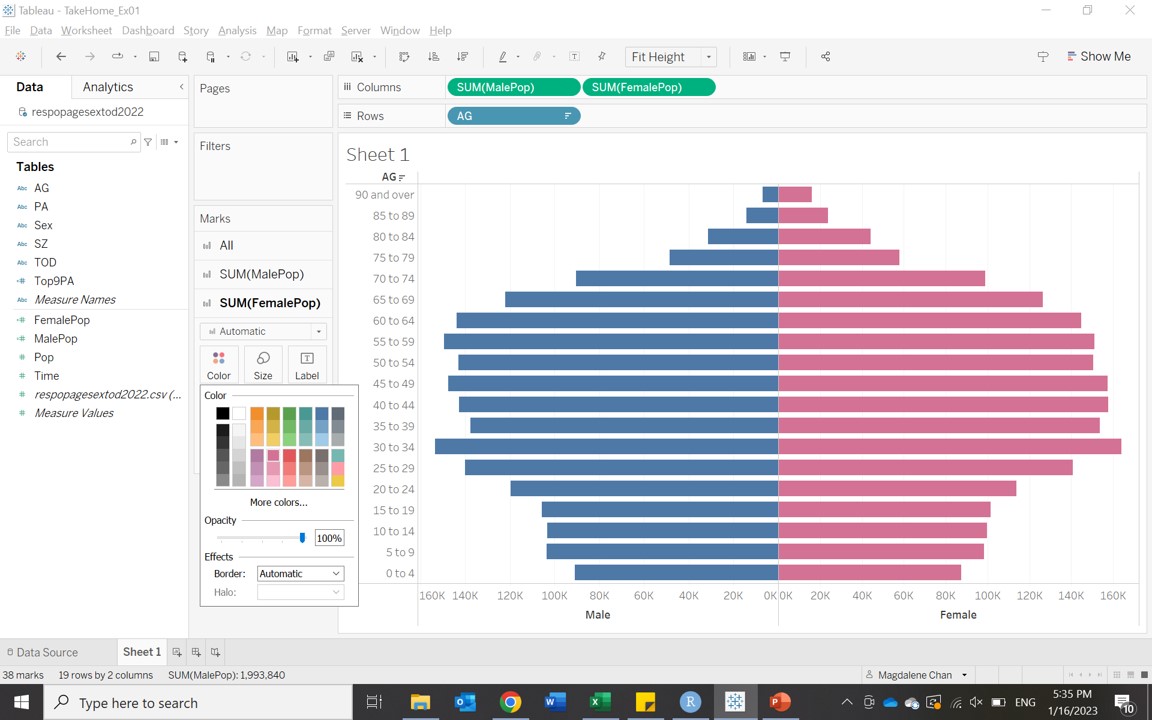 Tableau - TakeHome_Ex01
File Data Worksheet Dashboard Story Analysis Map Format Server Window Help
Fit Height
Show Me
Data Analytics
respopagesextod2022
Search
Tables
AG
PA
Sex
SZ
TOD
Top9PA
Measure Names
FemalePop
MalePop
Pop
Time
respopagesextod2022.csv (...
Measure Values
Pages
Filters
Marks
All
SUM(MalePop)
SUM(FemalePop)
Automatic
Color Size Label
Color
More colors...
Opacity
100%
Effects
Border: Automatic
Halo:
Columns SUM(MalePop) SUM(FemalePop)
Rows AG
Sheet 1
AG
90 and over
85 to 89
80 to 84
75 to 79
70 to 74
65 to 69
60 to 64
55 to 59
50 to 54
45 to 49
40 to 44
35 to 39
30 to 34
25 to 29
20 to 24
15 to 19
10 to 14
5 to 9
0 to 4
160K 140K 120K 100K 80K 60K 40K 20K 0K 0K 20K 40K 60K 80K 100K 120K 140K 160K
Male Female
Data Source Sheet 1
38 marks 19 rows by 2 columns SUM(MalePop): 1,993,840
Magdalene Chan
Type here to search
ENG
5:35 PM
1/16/2023
10